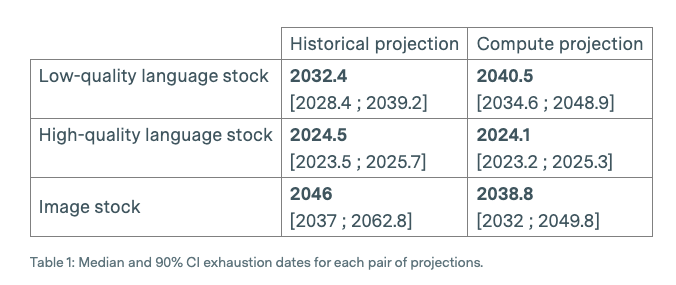 Historical projection Compute projection
Low-quality language stock 2032.4 2040.5
[2028.4 ; 2039.2] [2034.6 ; 2048.9]
High-quality language stock 2024.5 2024.1
[2023.5 ; 2025.7] [2023.2 ; 2025.3]
Image stock 2046 2038.8
[2037 ; 2062.8] [2032 ; 2049.8]
Table 1: Median and 90% CI exhaustion dates for each pair of projections.